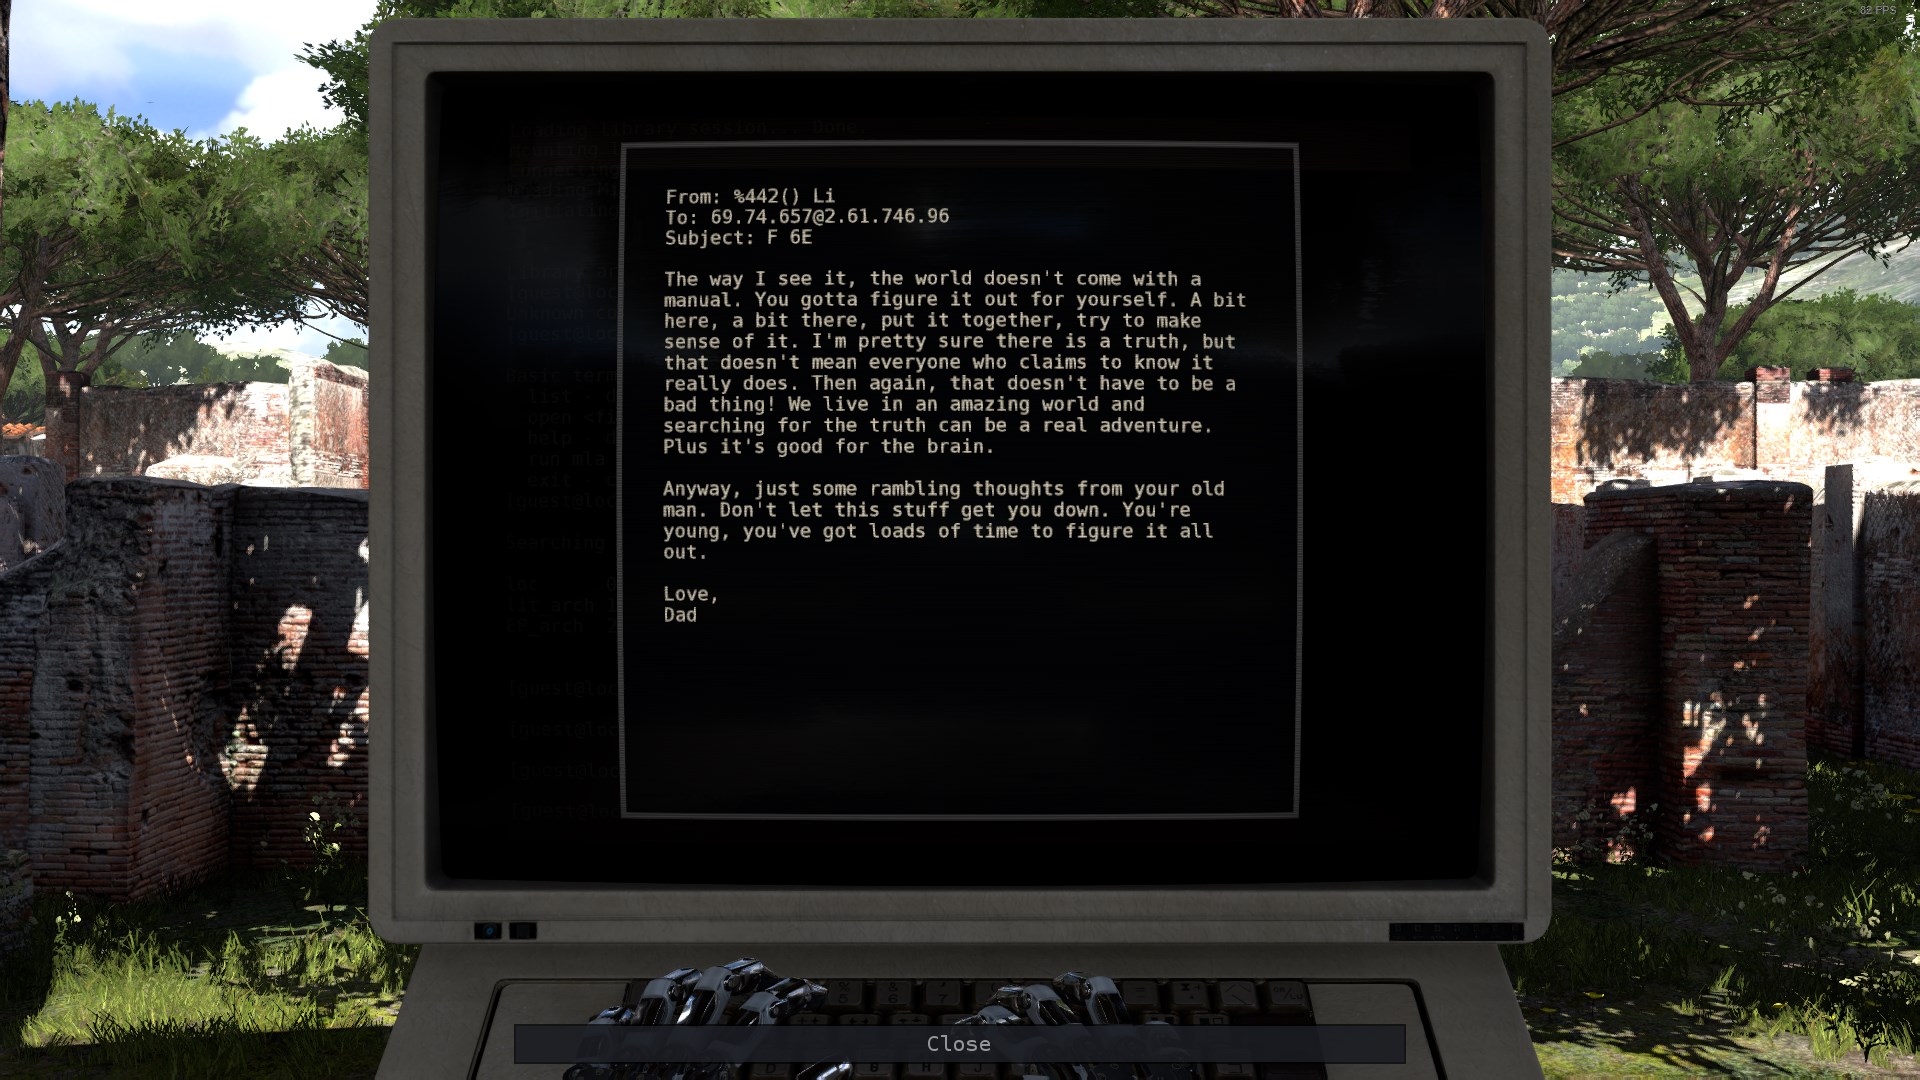 82 FPS
From: %442() Li
To: 69.74.657@2.61.746.96
Subject: F 6E
The way I see it, the world doesn't come with a
manual. You gotta figure it out for yourself. A bit
here, a bit there, put it together, try to make
sense of it. I'm pretty sure there is a truth, but
that doesn't mean everyone who claims to know it
really does. Then again, that doesn't have to be a
bad thing! We live in an amazing world and
searching for the truth can be a real adventure.
Plus it's good for the brain.
Anyway, just some rambling thoughts from your old
man. Don't let this stuff get you down. You're
young, you've got loads of time to figure it all
out.
Love,
Dad
Close